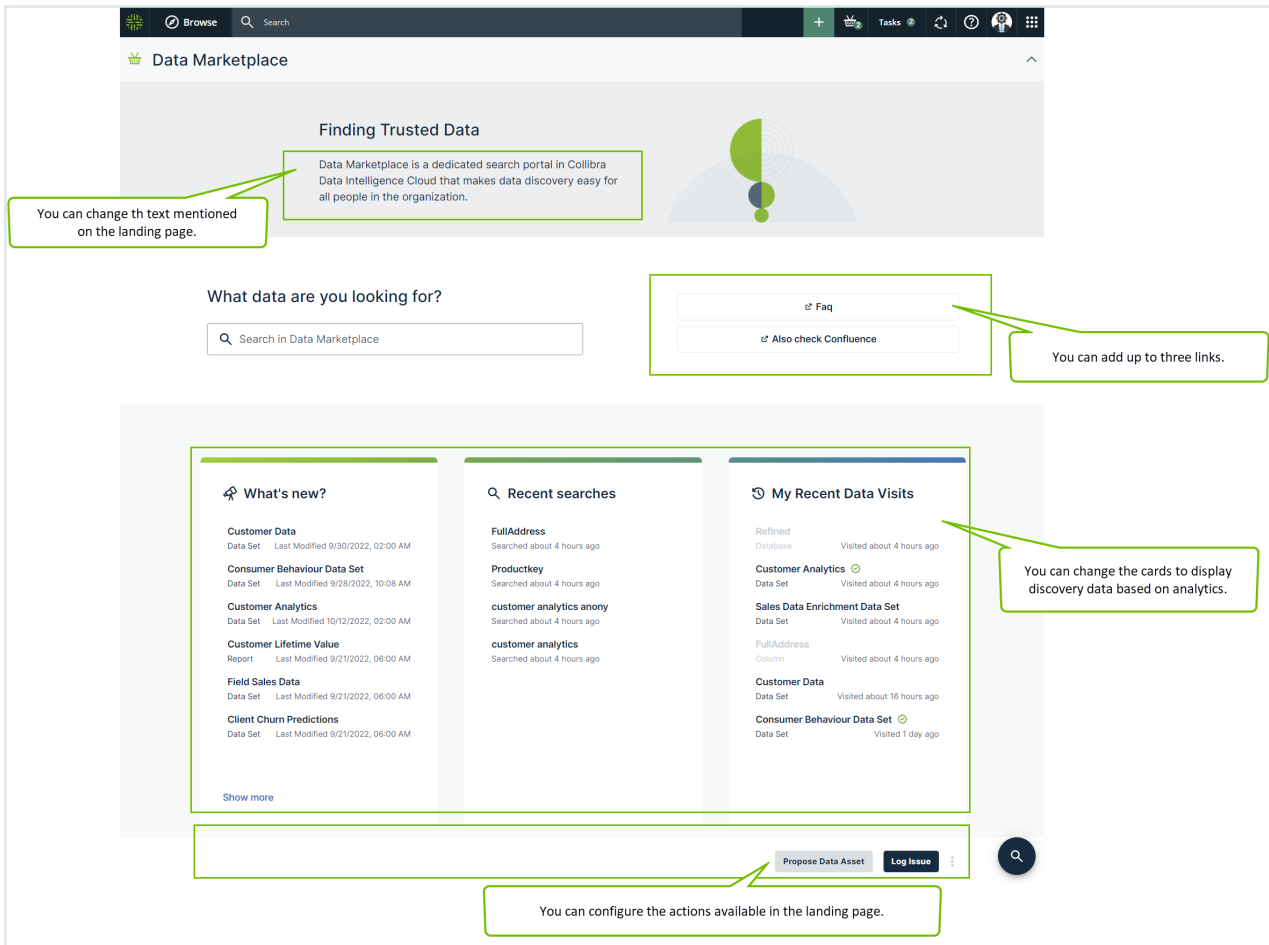 Browse
Search
2
Tasks 2
Data Marketplace
Finding Trusted Data
Data Marketplace is a dedicated search portal in Collibra
Data Intelligence Cloud that makes data discovery easy for
all people in the organization.
You can change th text mentioned
on the landing page.
What data are you looking for?
Search in Data Marketplace
Faq
Also check Confluence
You can add up to three links.
What's new?
Customer Data
Data Set Last Modified 9/30/2022, 02:00 AM
Consumer Behaviour Data Set
Data Set Last Modified 9/28/2022, 10:08 AM
Customer Analytics
Data Set Last Modified 10/12/2022, 02:00 AM
Customer Lifetime Value
Report Last Modified 9/21/2022, 06:00 AM
Field Sales Data
Data Set Last Modified 9/21/2022, 06:00 AM
Client Churn Predictions
Data Set Last Modified 9/21/2022, 06:00 AM
Show more
Recent searches
FullAddress
Searched about 4 hours ago
Productkey
Searched about 4 hours ago
customer analytics anony
Searched about 4 hours ago
customer analytics
Searched about 4 hours ago
My Recent Data Visits
Refined
Database Visited about 4 hours ago
Customer Analytics
Data Set Visited about 4 hours ago
Sales Data Enrichment Data Set
Data Set Visited about 4 hours ago
FullAddress
Column Visited about 4 hours ago
Customer Data
Data Set Visited about 16 hours ago
Consumer Behaviour Data Set
Data Set Visited 1 day ago
You can change the cards to display
discovery data based on analytics.
Propose Data Asset
Log Issue
You can configure the actions available in the landing page.